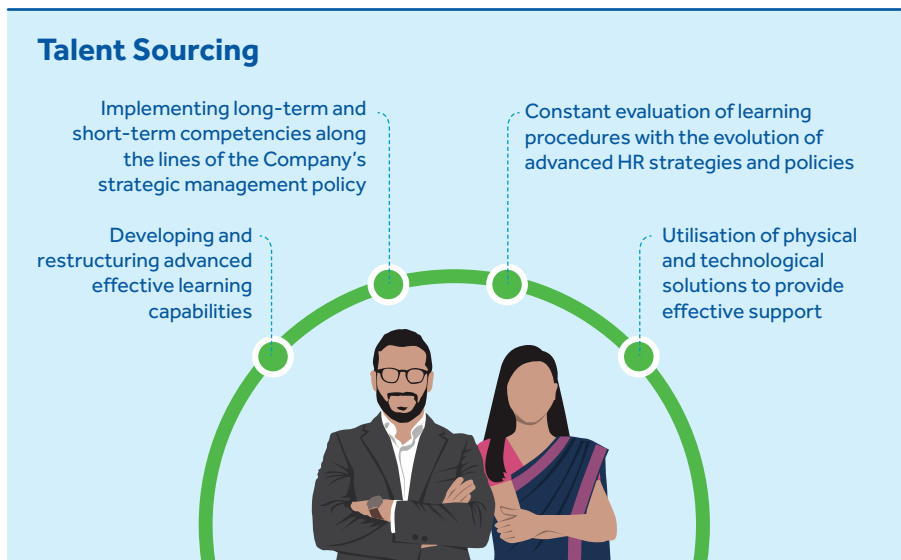 Talent Sourcing
Implementing long-term and
short-term competencies along
the lines of the Company's
strategic management policy
Constant evaluation of learning
procedures with the evolution of
advanced HR strategies and policies
Developing and
restructuring advanced
effective learning
capabilities
Utilisation of physical
and technological
solutions to provide
effective support